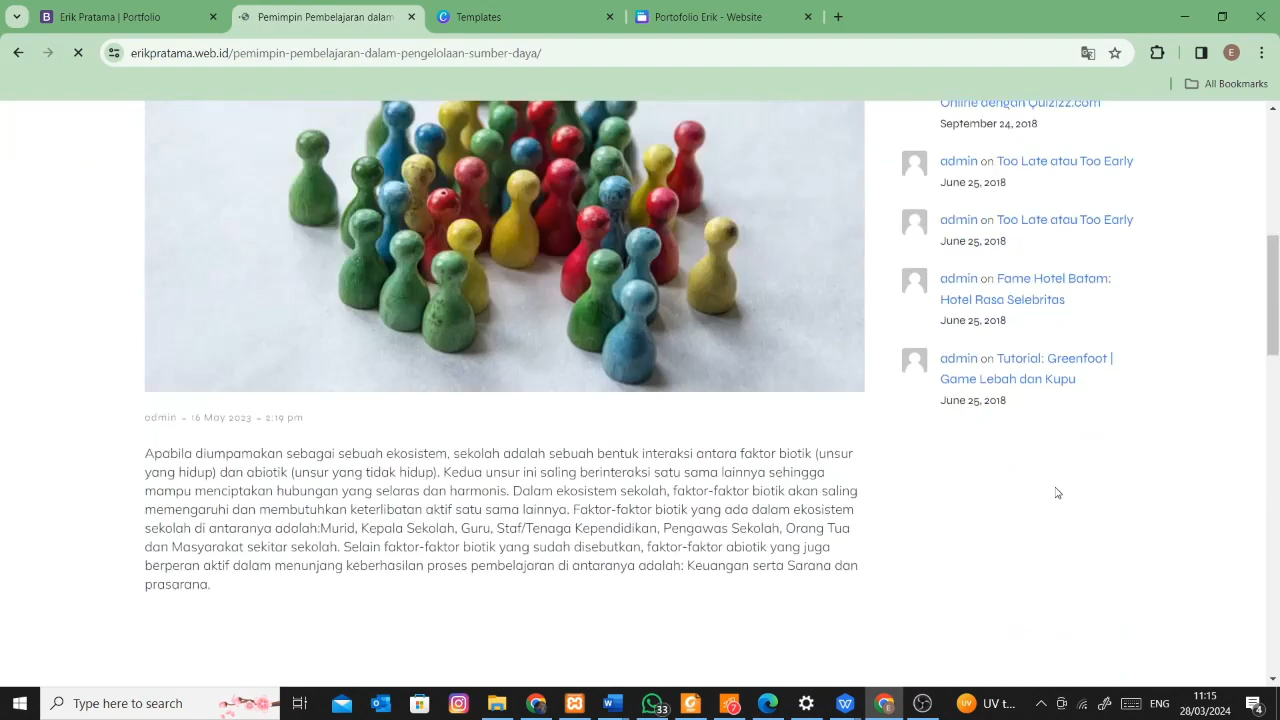 Erik Pratama | Portfolio
Pemimpin Pembelajaran dalam
Templates
Portofolio Erik - Website
erikpratama.web.id/pemimpin-pembelajaran-dalam-pengelolaan-sumber-daya/
E
All Bookmarks
Online dengan Quizizz.com
September 24, 2018
admin on Too Late atau Too Early
June 25, 2018
admin on Too Late atau Too Early
June 25, 2018
admin on Fame Hotel Batam:
Hotel Rasa Selebritas
June 25, 2018
admin on Tutorial: Greenfoot |
Game Lebah dan Kupu
June 25, 2018
admin - 16 May 2023 - 2:19 pm
Apabila diumpamakan sebagai sebuah ekosistem, sekolah adalah sebuah bentuk interaksi antara faktor biotik (unsur
yang hidup) dan abiotik (unsur yang tidak hidup). Kedua unsur ini saling berinteraksi satu sama lainnya sehingga
mampu menciptakan hubungan yang selaras dan harmonis. Dalam ekosistem sekolah, faktor-faktor biotik akan saling
memengaruhi dan membutuhkan keterlibatan aktif satu sama lainnya. Faktor-faktor biotik yang ada dalam ekosistem
sekolah di antaranya adalah:Murid, Kepala Sekolah, Guru, Staf/Tenaga Kependidikan, Pengawas Sekolah, Orang Tua
dan Masyarakat sekitar sekolah. Selain faktor-faktor biotik yang sudah disebutkan, faktor-faktor abiotik yang juga
berperan aktif dalam menunjang keberhasilan proses pembelajaran di antaranya adalah: Keuangan serta Sarana dan
prasarana.
Type here to search
33
7
UV t...
ENG
11:15
28/03/2024
4